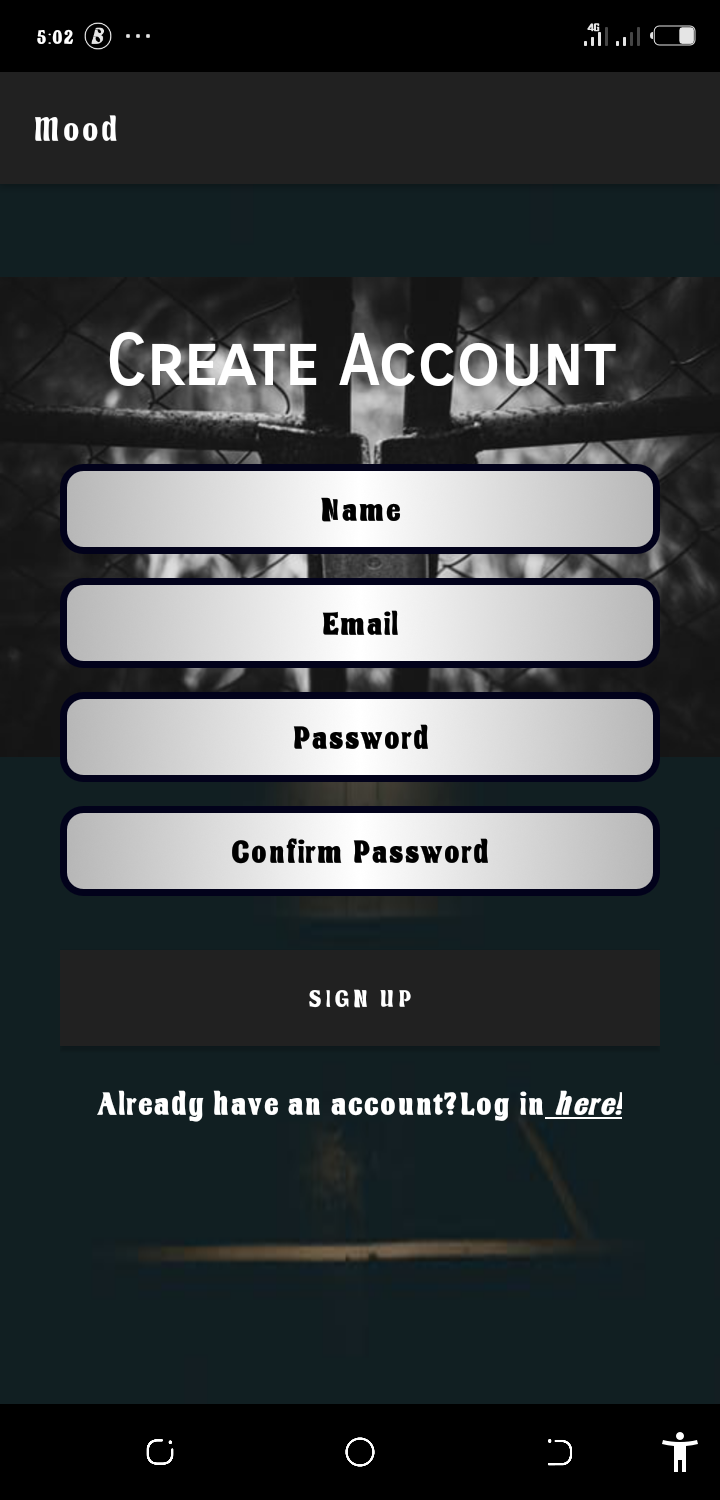 5:02 B 4G
Mood
Create Account
Name
Email
Password
Confirm Password
SIGN UP
Already have an account?Log in here!